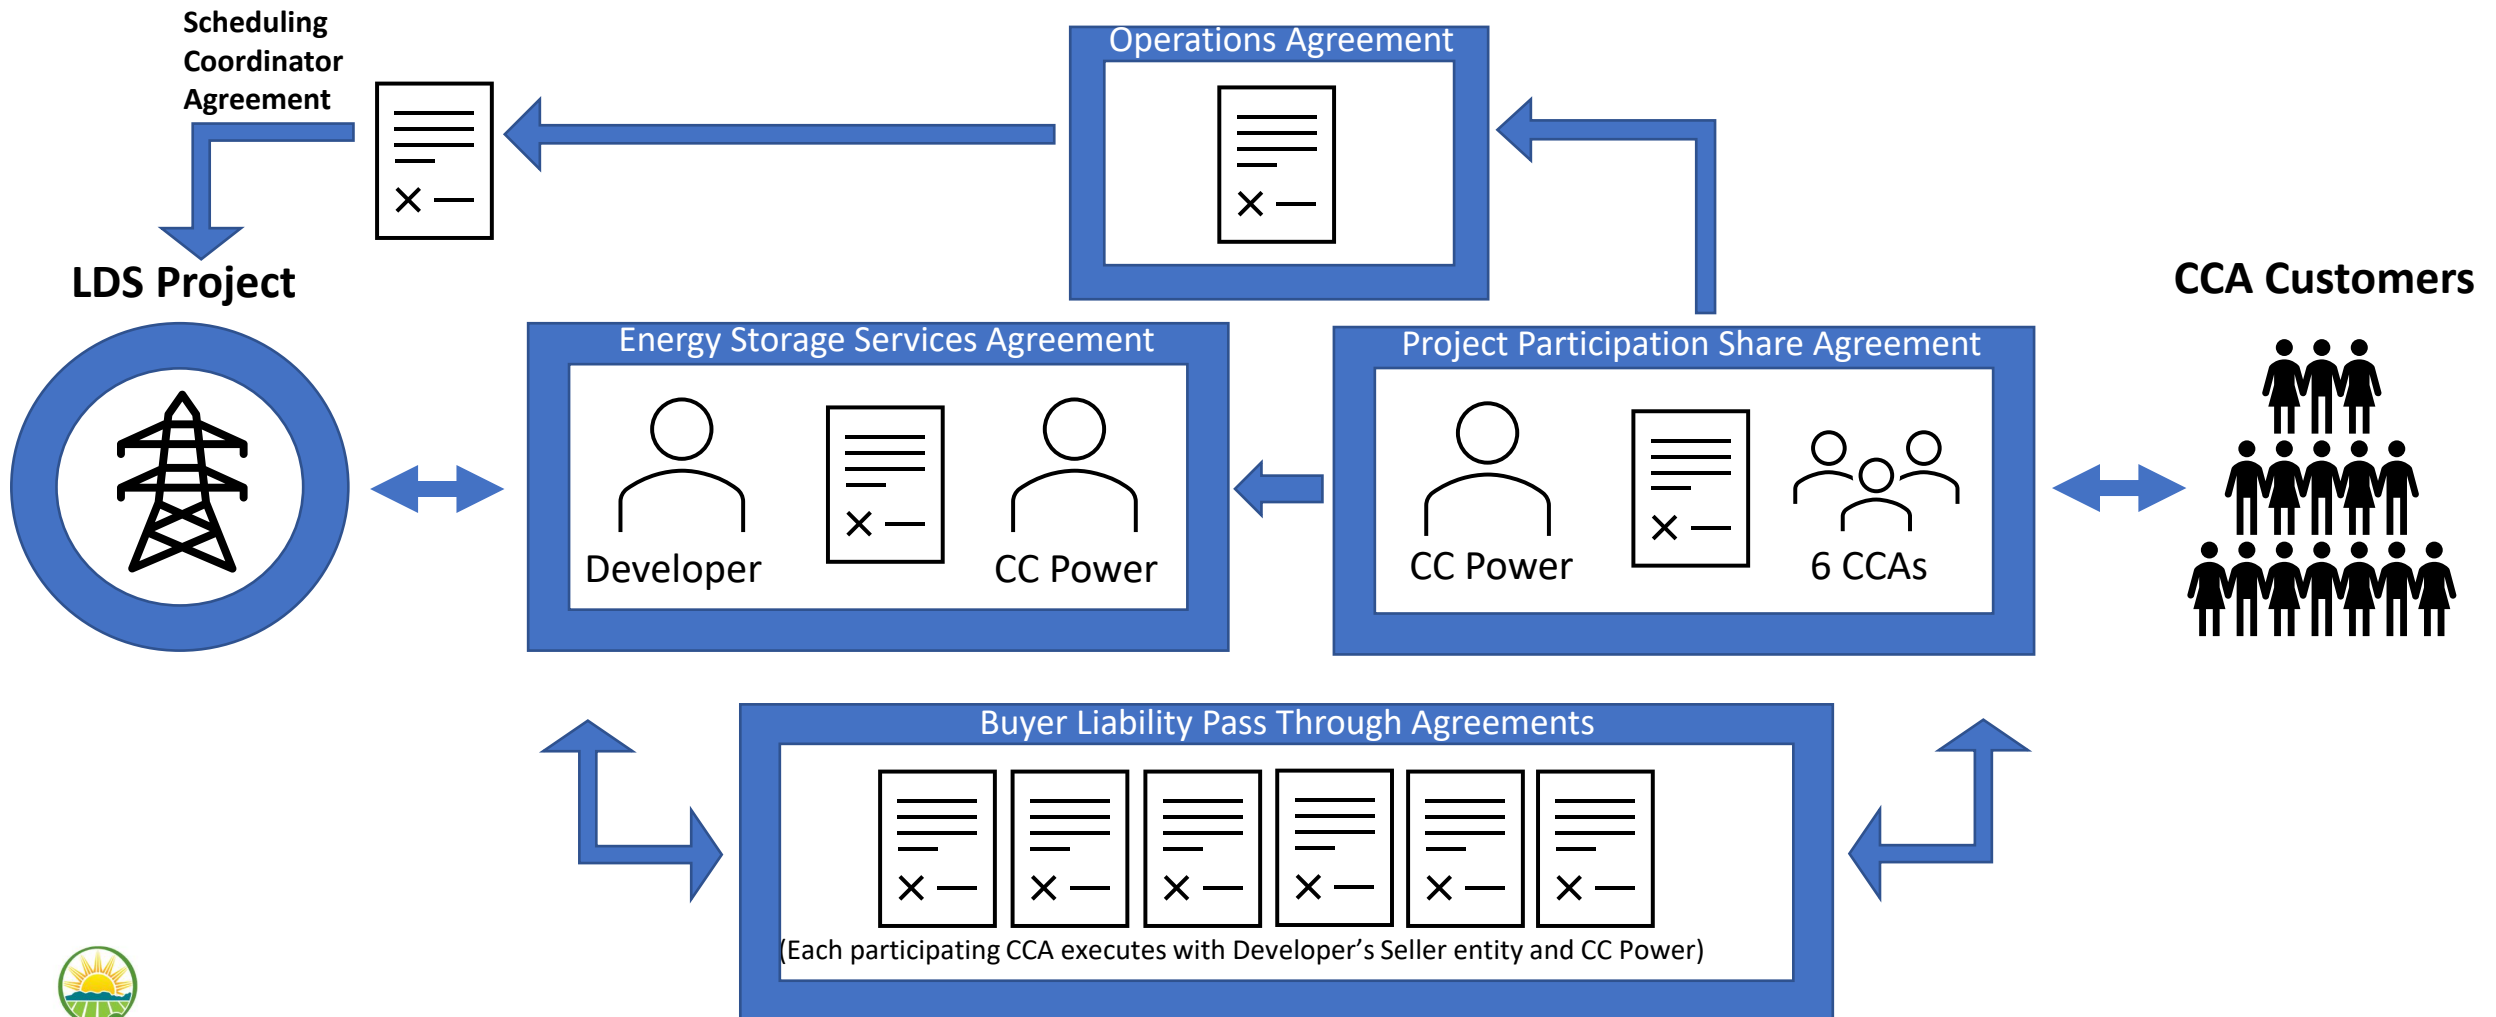 Scheduling
Coordinator
Agreement
Operations Agreement
LDS Project
CCA Customers
Energy Storage Services Agreement
Developer
CC Power
Project Participation Share Agreement
CC Power
6 CCAs
Buyer Liability Pass Through Agreements
(Each participating CCA executes with Developer’s Seller entity and CC Power)